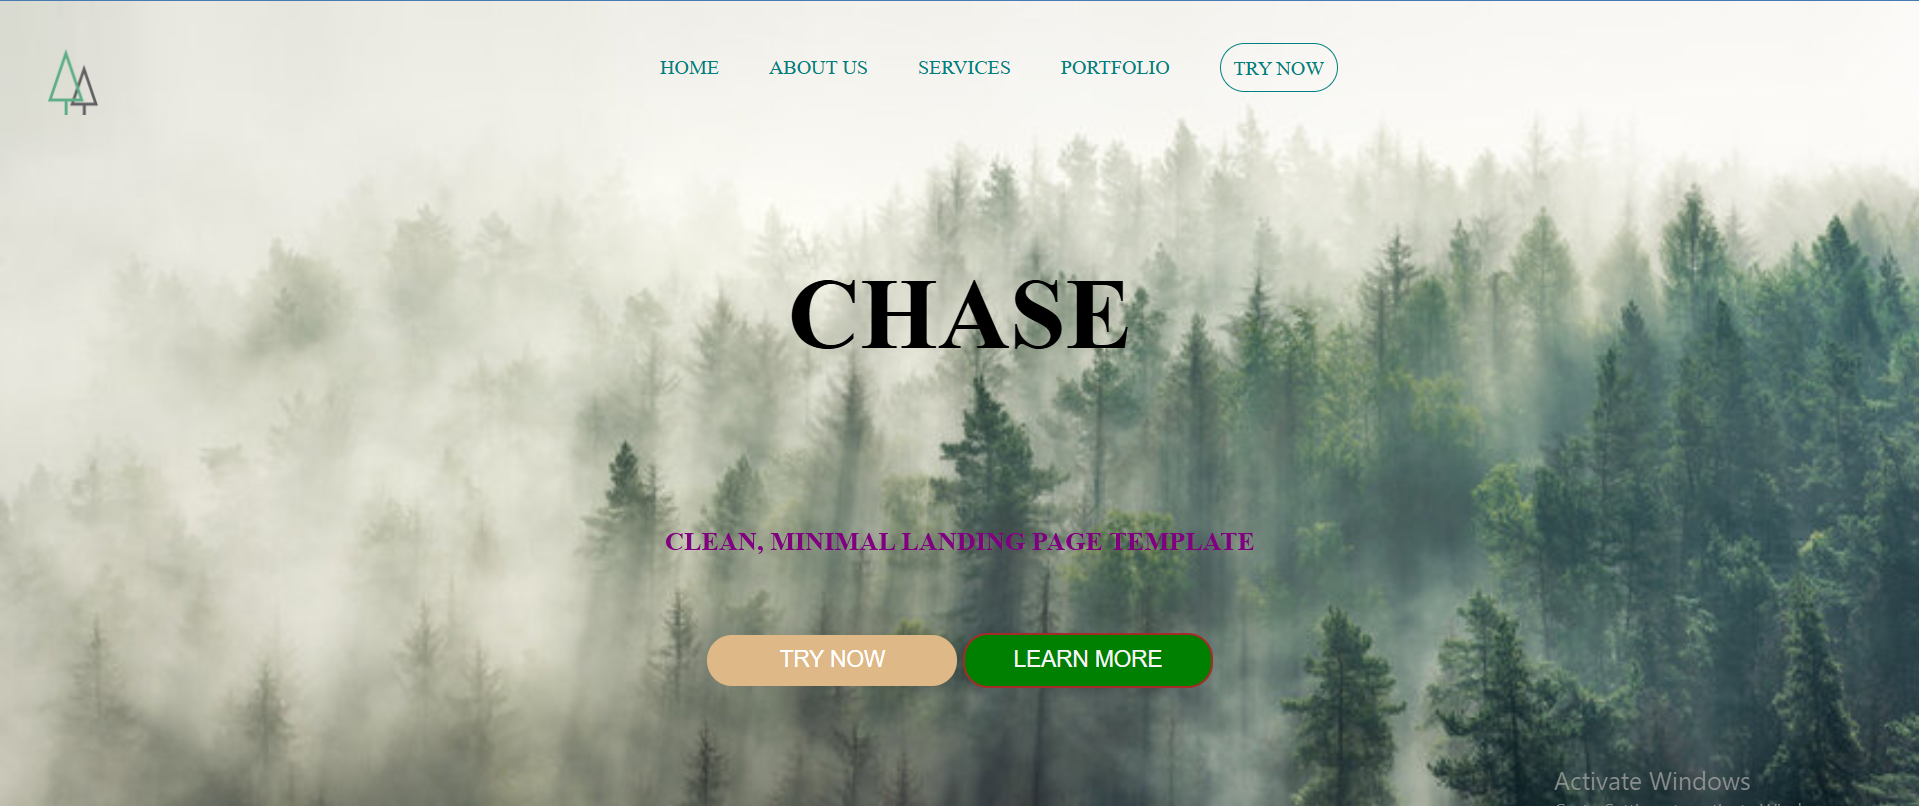 HOME ABOUT US SERVICES PORTFOLIO TRY NOW
CHASE
CLEAN, MINIMAL LANDING PAGE TEMPLATE
TRY NOW LEARN MORE
Activate Windows